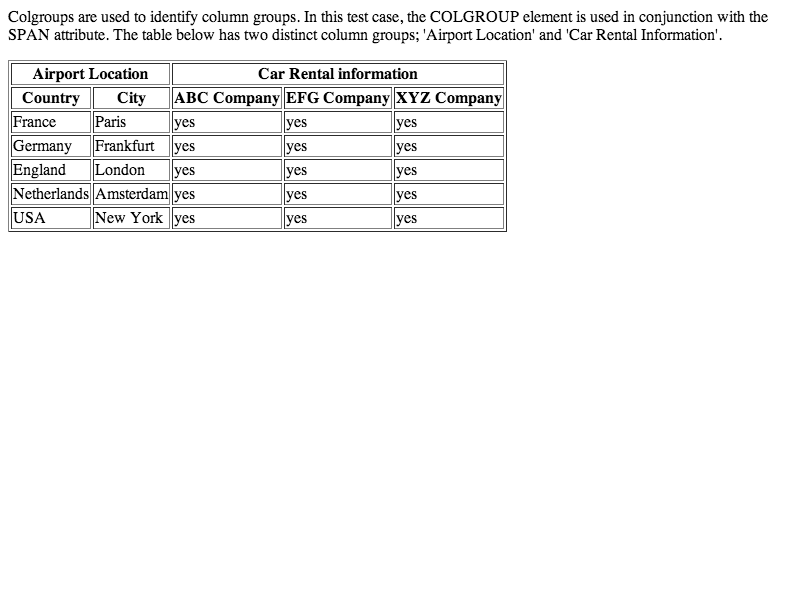 Colgroups are used to identify column groups. In this test case, the COLGROUP element is used in conjunction with the
SPAN attribute. The table below has two distinct column groups; 'Airport Location' and 'Car Rental Information'.
Airport Location Car Rental information
Country City ABC Company EFG Company XYZ Company
France Paris yes yes yes
Germany Frankfurt yes yes yes
England London yes yes yes
Netherlands Amsterdam yes yes yes
USA New York yes yes yes